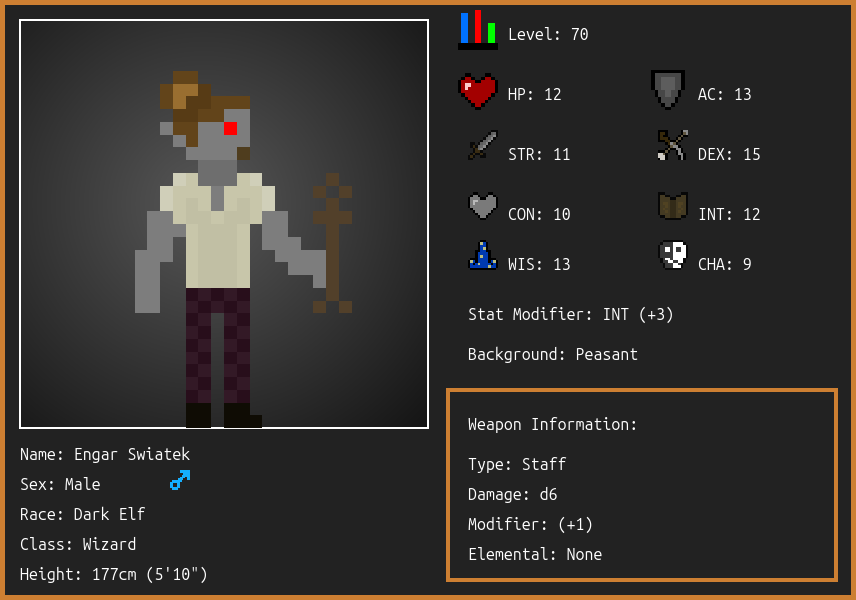 Level: 70
HP: 12
AC: 13
STR: 11
DEX: 15
CON: 10
INT: 12
WIS: 13
CHA: 9
Stat Modifier: INT (+3)
Background: Peasant
Weapon Information:
Type: Staff
Damage: d6
Modifier: (+1)
Elemental: None
Name: Engar Swiatek
Sex: Male
Race: Dark Elf
Class: Wizard
Height: 177cm (5'10")